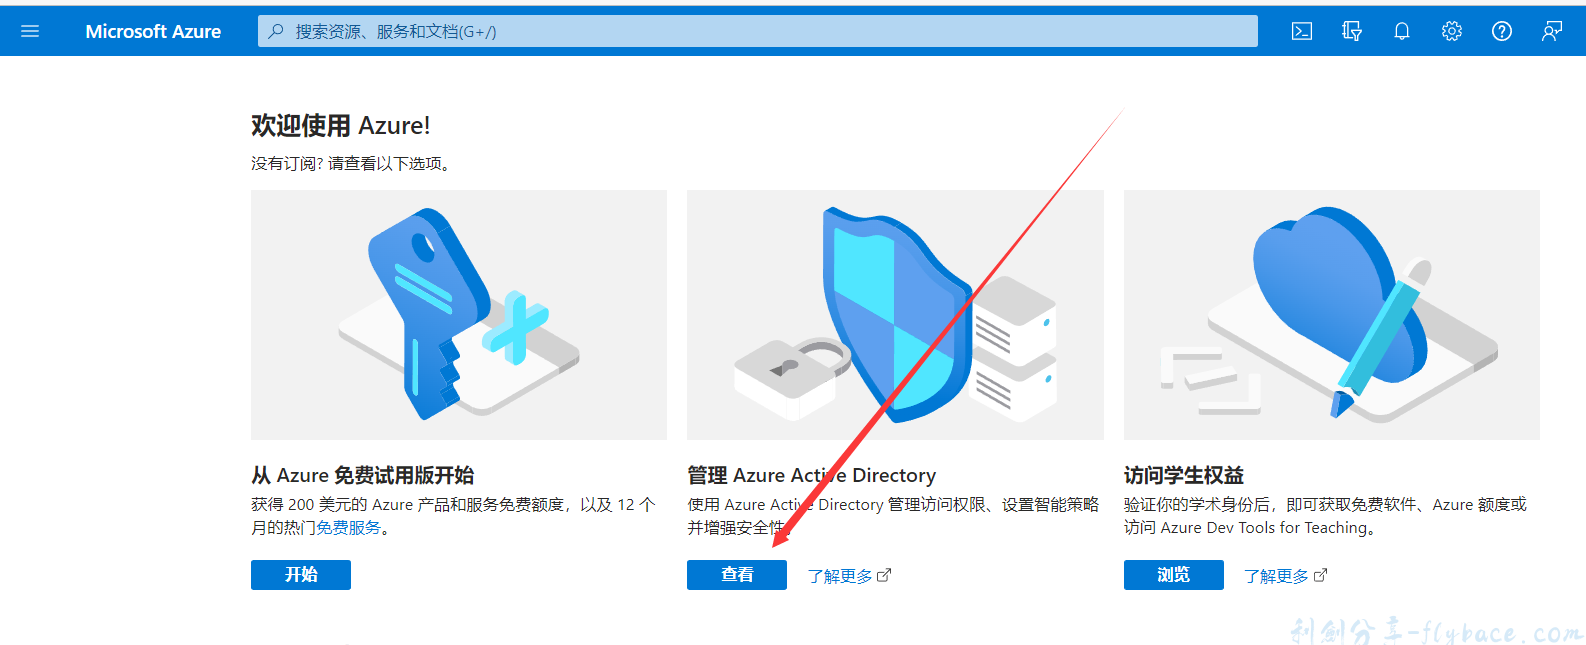 Microsoft Azure
搜索资源、服务和文档(G+/)
欢迎使用 Azure!
没有订阅? 请查看以下选项。
从 Azure 免费试用版开始
获得 200 美元的 Azure 产品和服务免费额度，以及 12 个
月的热门免费服务。
开始
管理 Azure Active Directory
使用 Azure Active Directory 管理访问权限、设置智能策略
并增强安全性。
查看
了解更多
访问学生权益
验证你的学术身份后，即可获取免费软件、Azure 额度或
访问 Azure Dev Tools for Teaching。
浏览
了解更多
利创分享-flybace.com